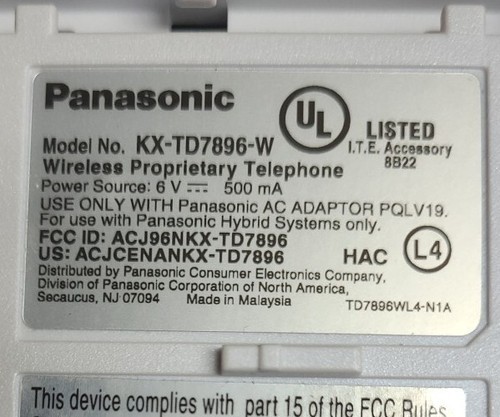 Panasonic
UL
LISTED
I.T.E. Accessory
8B22
Model No. KX-TD7896-W
Wireless Proprietary Telephone
Power Source: 6 V ⎓ 500 mA
USE ONLY WITH Panasonic AC ADAPTOR PQLV19.
For use with Panasonic Hybrid Systems only.
FCC ID: ACJ96NKX-TD7896
US: ACJCENANKX-TD7896 HAC L4
Distributed by Panasonic Consumer Electronics Company,
Division of Panasonic Corporation of North America,
Secaucus, NJ 07094 Made in Malaysia TD7896WL4-N1A
This device complies with part 15 of the FCC Rules.